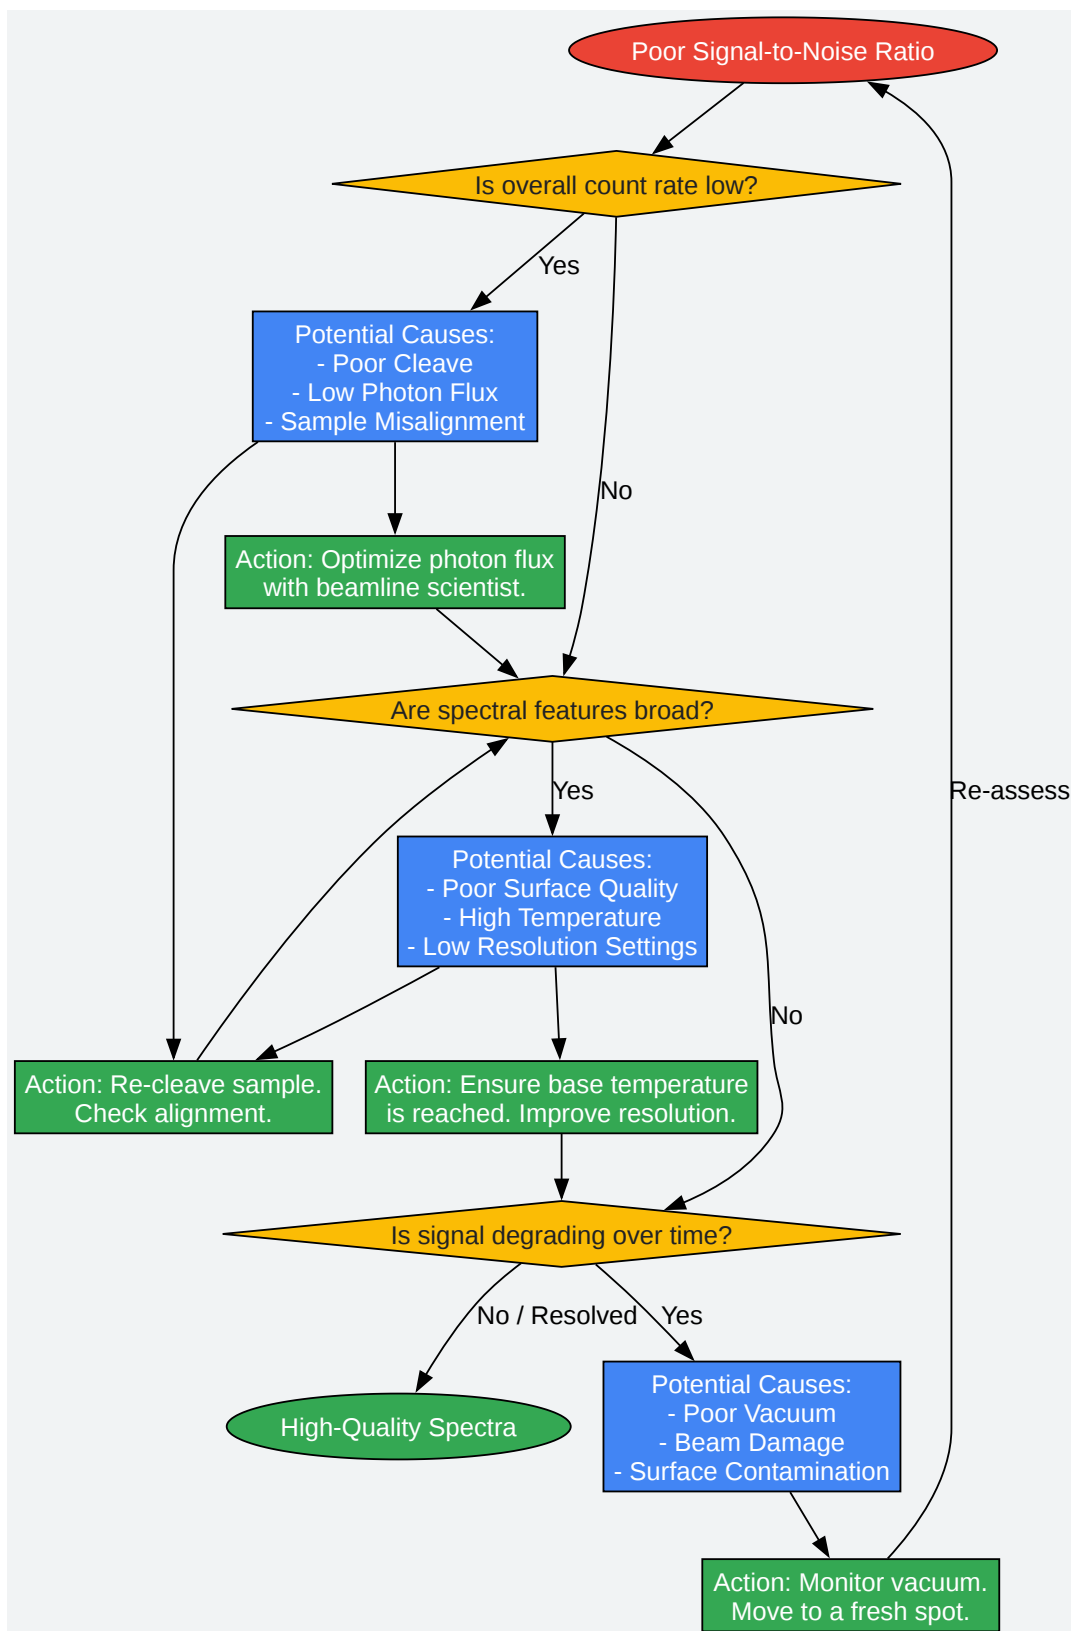 Poor Signal-to-Noise Ratio
Is overall count rate low?
Yes
Potential Causes:
- Poor Cleave
- Low Photon Flux
- Sample Misalignment
No
Action: Optimize photon flux
with beamline scientist.
Are spectral features broad?
Yes
Re-assess
Potential Causes:
- Poor Surface Quality
- High Temperature
- Low Resolution Settings
No
Action: Re-cleave sample.
Check alignment.
Action: Ensure base temperature
is reached. Improve resolution.
Is signal degrading over time?
No / Resolved
Yes
High-Quality Spectra
Potential Causes:
- Poor Vacuum
- Beam Damage
- Surface Contamination
Action: Monitor vacuum.
Move to a fresh spot.